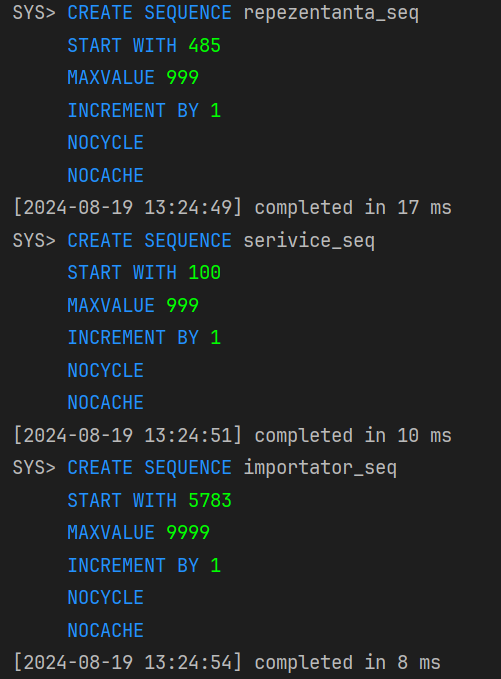 SYS> CREATE SEQUENCE repezentanta_seq
START WITH 485
MAXVALUE 999
INCREMENT BY 1
NOCYCLE
NOCACHE
[2024-08-19 13:24:49] completed in 17 ms
SYS> CREATE SEQUENCE serivice_seq
START WITH 100
MAXVALUE 999
INCREMENT BY 1
NOCYCLE
NOCACHE
[2024-08-19 13:24:51] completed in 10 ms
SYS> CREATE SEQUENCE importator_seq
START WITH 5783
MAXVALUE 9999
INCREMENT BY 1
NOCYCLE
NOCACHE
[2024-08-19 13:24:54] completed in 8 ms